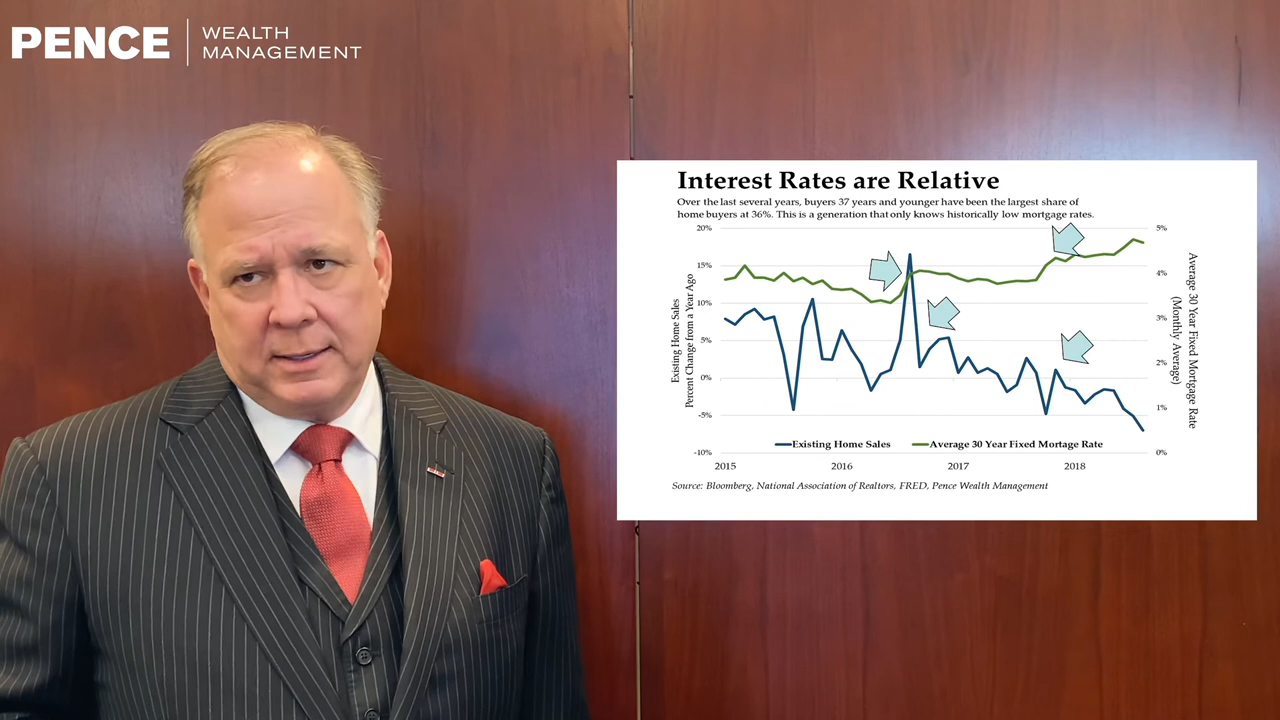 PENCE
WEALTH
MANAGEMENT
Interest Rates are Relative
Over the last several years, buyers 37 years and younger have been the largest share of
home buyers at 36%. This is a generation that only knows historically low mortgage rates.
20%
15%
10%
5%
0%
-5%
-10%
Existing Home Sales
Percent Change from a Year Ago
5%
4%
3%
2%
1%
0%
Average 30 Year Fixed Mortgage Rate
(Monthly Average)
Existing Home Sales
Average 30 Year Fixed Mortage Rate
2015
2016
2017
2018
Source: Bloomberg, National Association of Realtors, FRED, Pence Wealth Management